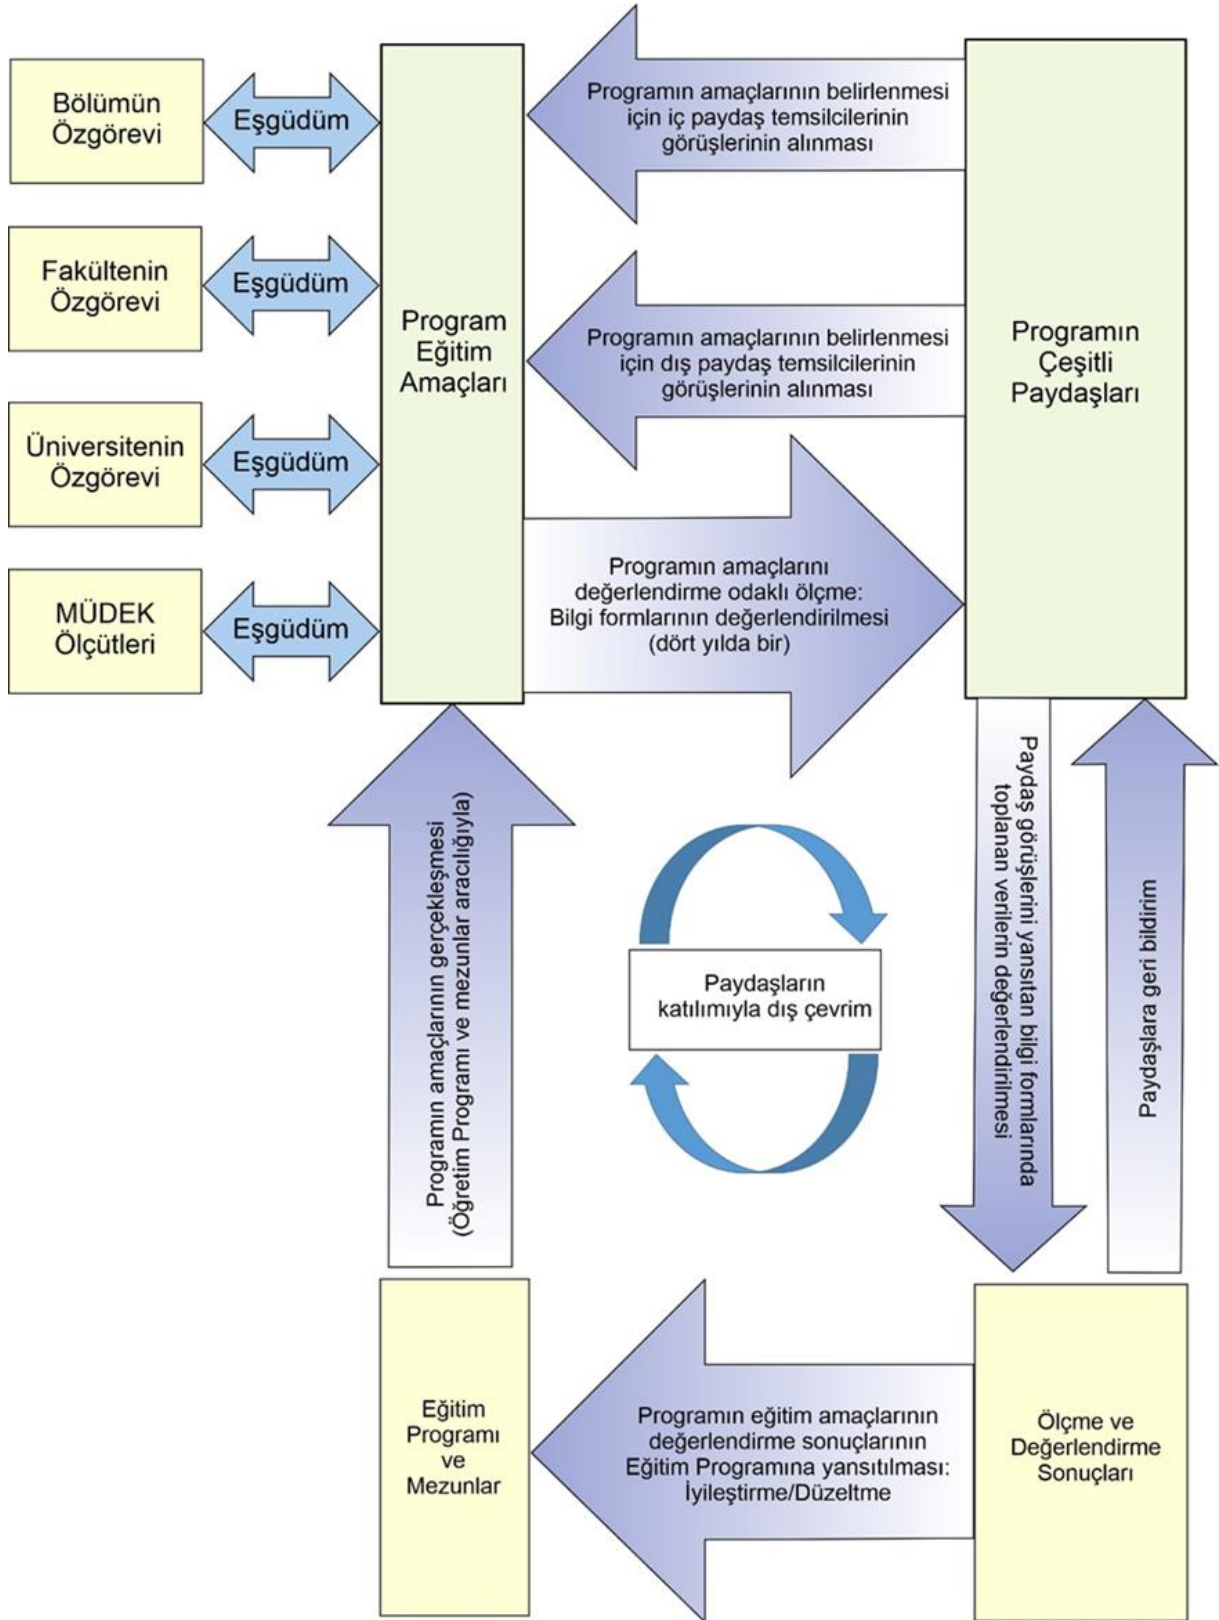 Bölümün
Özgörevi
Eşgüdüm
Fakültenin
Özgörevi
Eşgüdüm
Üniversitenin
Özgörevi
Eşgüdüm
MÜDEK
Ölçütleri
Eşgüdüm
Program
Eğitim
Amaçları
Programın amaçlarının belirlenmesi
için iç paydaş temsilcilerinin
görüşlerinin alınması
Programın amaçlarının belirlenmesi
için dış paydaş temsilcilerinin
görüşlerinin alınması
Programın amaçlarını
değerlendirme odaklı ölçme:
Bilgi formlarının değerlendirilmesi
(dört yılda bir)
Programın
Çeşitli
Paydaşları
Programın amaçlarının gerçekleşmesi
(Öğretim Programı ve mezunlar aracılığıyla)
Paydaşların
katılımıyla dış çevrim
Paydaş görüşlerini yansıtan bilgi formlarında
toplanan verilerin değerlendirilmesi
Paydaşlara geri bildirim
Eğitim
Programı
ve
Mezunlar
Programın eğitim amaçlarının
değerlendirme sonuçlarının
Eğitim Programına yansıtılması:
İyileştirme/Düzeltme
Ölçme ve
Değerlendirme
Sonuçları